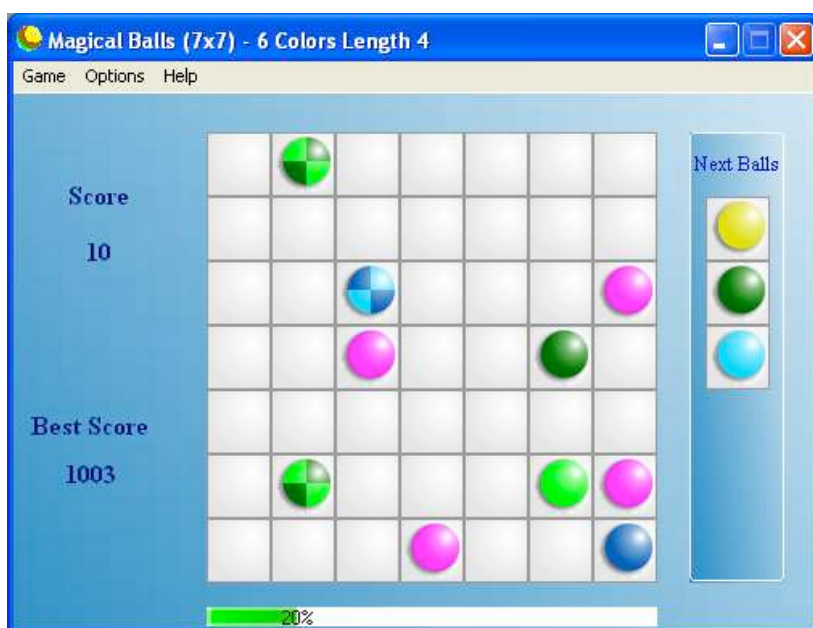 Magical Balls (7x7) - 6 Colors Length 4
Game Options Help
Next Balls
Score
10
Best Score
1003
20%